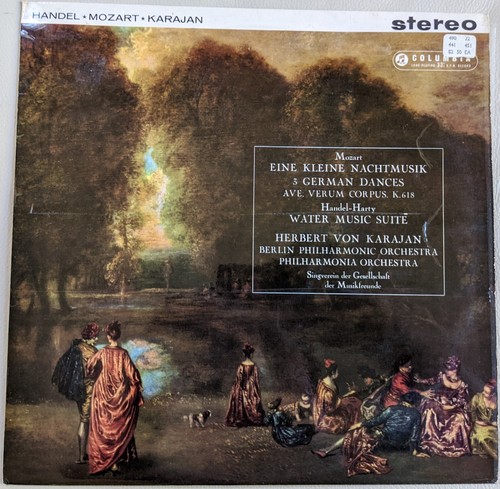 HANDEL • MOZART • KARAJAN
stereo
COLUMBIA
Mozart
EINE KLEINE NACHTMUSIK
3 GERMAN DANCES
AVE. VERUM CORPUS. K.618
Handel-Harty
WATER MUSIC SUITE
HERBERT VON KARAJAN
BERLIN PHILHARMONIC ORCHESTRA
PHILHARMONIA ORCHESTRA
Singverein der Gesellschaft
der Musikfreunde